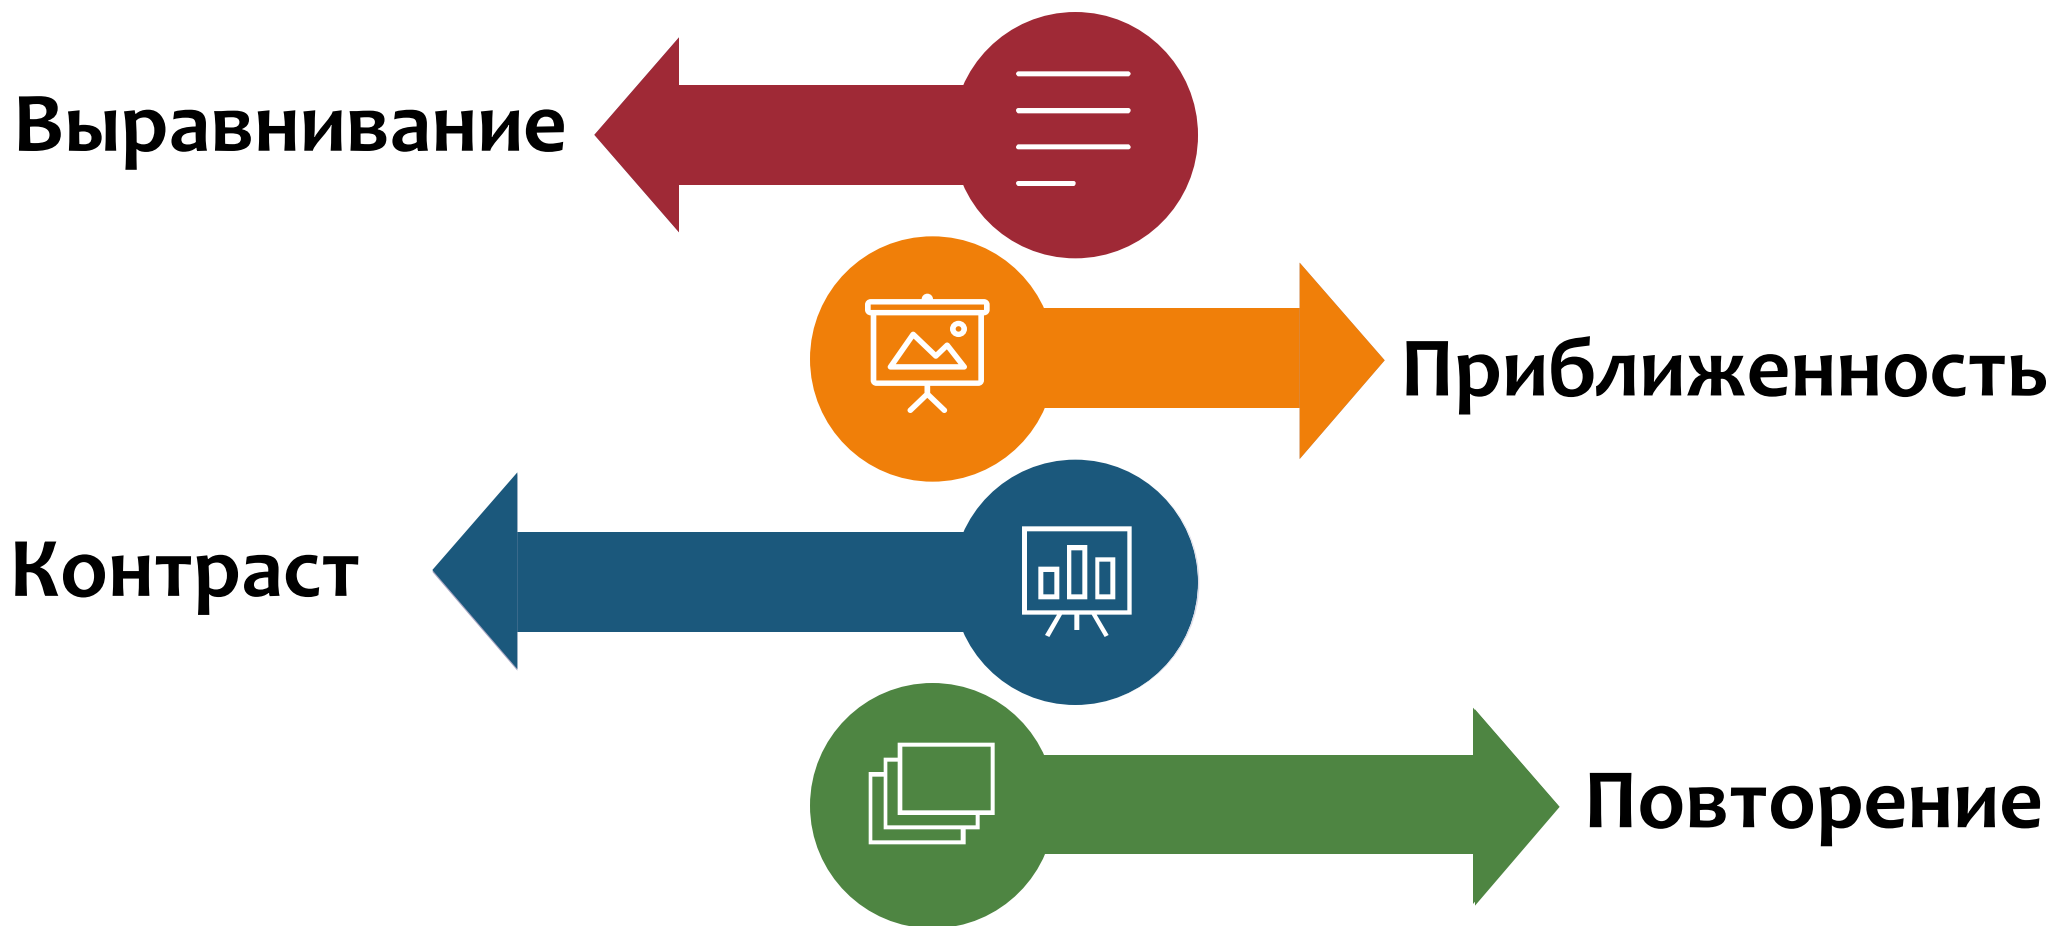 Выравнивание
Приближенность
Контраст
Повторение